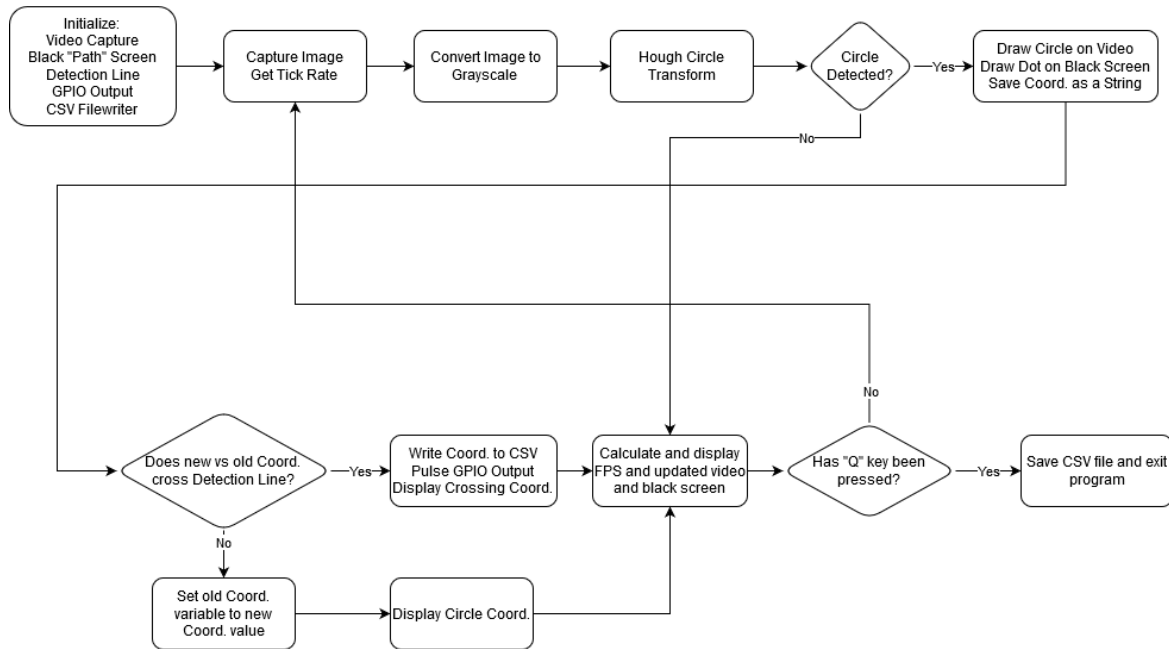 Initialize:
Video Capture
Black "Path" Screen
Detection Line
GPIO Output
CSV Filewriter
Capture Image
Get Tick Rate
Convert Image to
Grayscale
Hough Circle
Transform
Circle
Detected?
Yes
Draw Circle on Video
Draw Dot on Black Screen
Save Coord. as a String
No
Does new vs old Coord.
cross Detection Line?
Yes
Write Coord. to CSV
Pulse GPIO Output
Display Crossing Coord.
Calculate and display
FPS and updated video
and black screen
No
Has "Q" key been
pressed?
Yes
Save CSV file and exit
program
No
Set old Coord.
variable to new
Coord. value
Display Circle Coord.